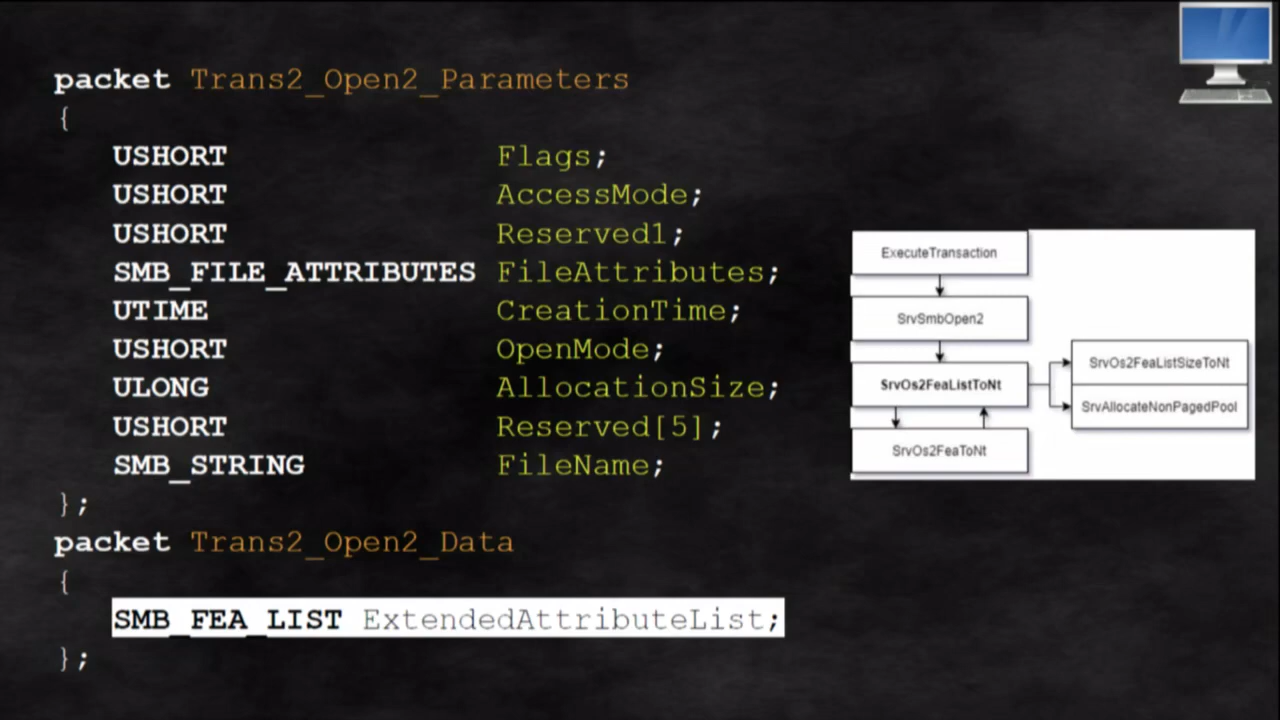 packet Trans2_Open2_Parameters
{
USHORT Flags;
USHORT AccessMode;
USHORT Reserved1;
SMB_FILE_ATTRIBUTES FileAttributes;
UTIME CreationTime;
USHORT OpenMode;
ULONG AllocationSize;
USHORT Reserved[5];
SMB_STRING FileName;
};
packet Trans2_Open2_Data
{
SMB_FEA_LIST ExtendedAttributeList;
};
ExecuteTransaction
SrvSmbOpen2
SrvOs2FeaListToNt
SrvOs2FeaToNt
SrvOs2FeaListSizeToNt
SrvAllocateNonPagedPool